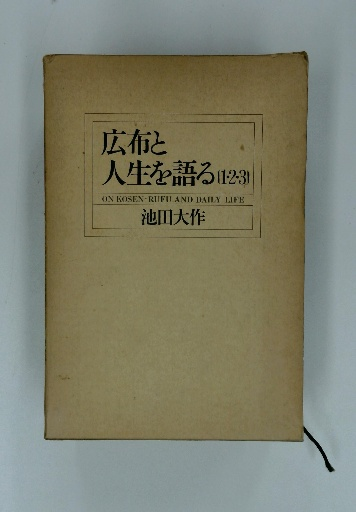 広布と
人生を語る(1・2・3)
ON KOSEN-RUFU AND DAILY LIFE
池田大作